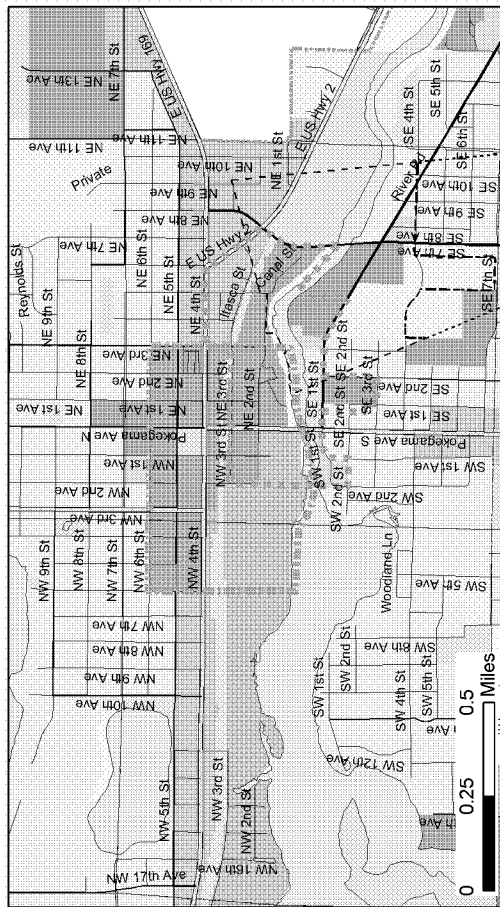 NE 13th Ave
NE 7th St
E US Hwy 169
NE 11th Ave
NE 11th Ave
Private
NE 10th Ave
NE 1st St
E US Hwy 2
NE 9th Ave
NE 8th Ave
NE 7th Ave
Reynolds St
NE 9th St
NE 6th St
NE 5th St
NE 4th St
E US Hwy 2
Itasca St
Canal St
SE 4th St
SE 5th St
SE 6th St
River Rd
SE 10th Ave
SE 9th Ave
SE 8th Ave
SE 7th Ave
SE 7th St
NE 8th St
NE 3rd Ave
NE 2nd Ave
NE 1st Ave
NE 3rd St
NE 2nd St
SE 1st St
SE 2nd St
SE 2nd St
SE 3rd St
SE 2nd Ave
SE 1st Ave
Pokegama Ave N
Pokegama Ave S
NW 1st Ave
NW 2nd Ave
NW 3rd Ave
NW 3rd St
SW 1st St
SW 2nd St
SW 1st Ave
SW 2nd Ave
NW 9th St
NW 8th St
NW 7th St
NW 6th St
NW 4th St
Woodland Ln
SW 5th Ave
NW 7th Ave
NW 8th Ave
NW 9th Ave
NW 10th Ave
SW 1st St
SW 2nd St
SW 8th Ave
SW 4th St
SW 5th St
SW 12th Ave
NW 5th St
NW 3rd St
NW 2nd St
NW 17th Ave
NW 16th Ave
0 0.25 0.5
Miles